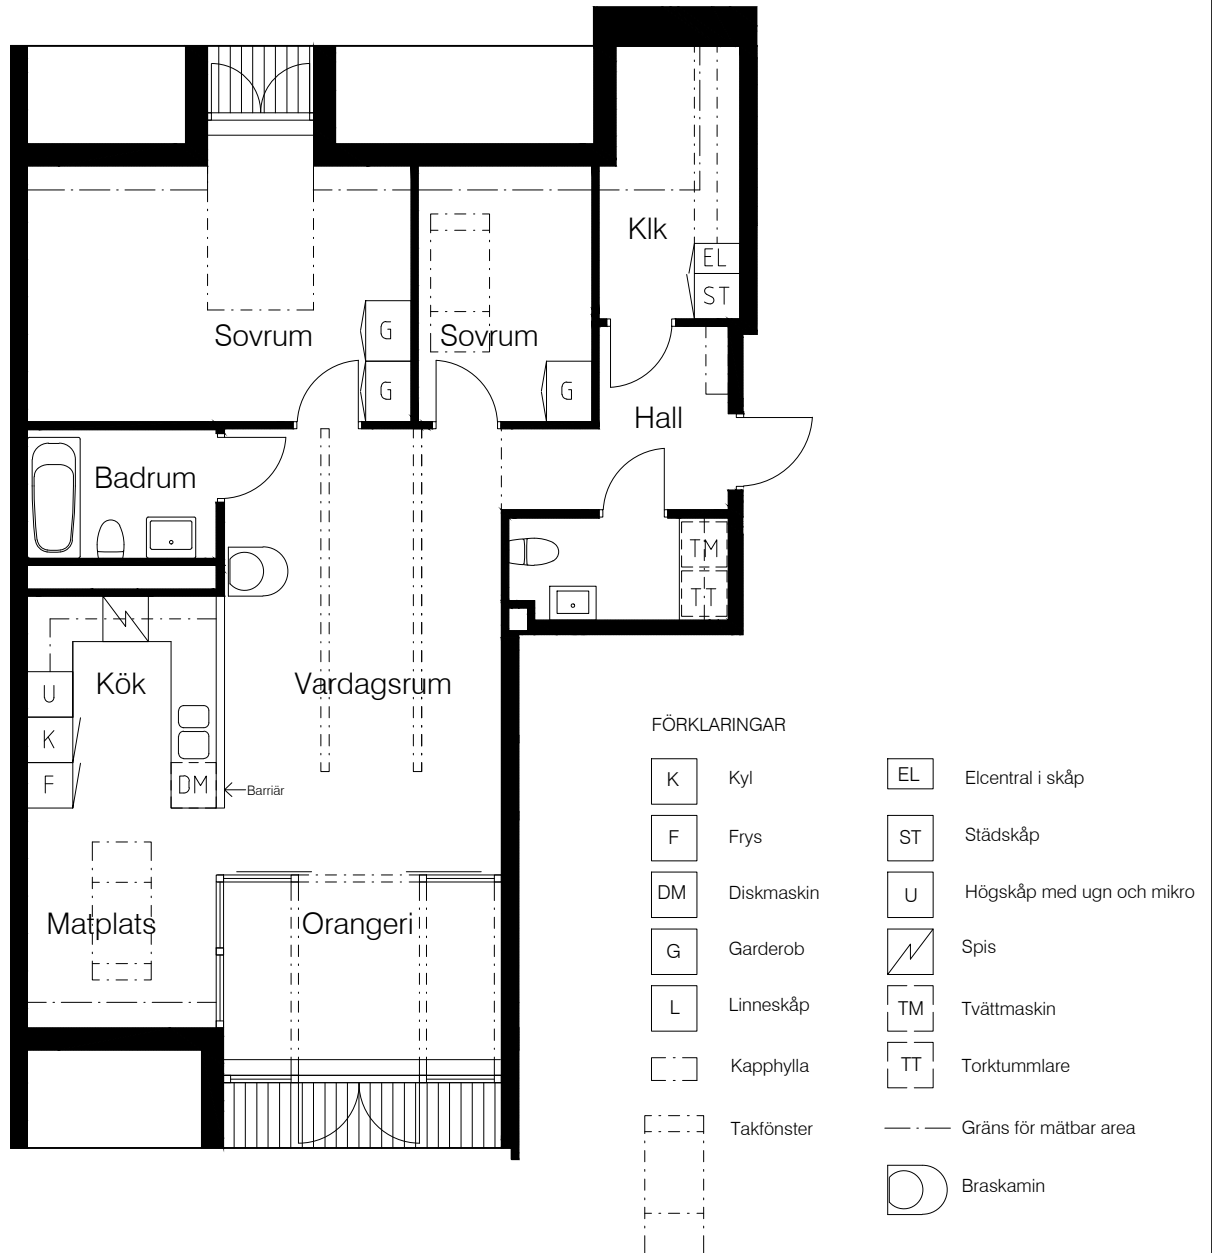 Klk
EL
ST
Sovrum
G
G
Sovrum
G
Hall
Badrum
TM
TT
Kök
U
K
F
DM
Barriär
Vardagsrum
Matplats
Orangeri
FÖRKLARINGAR
K Kyl
F Frys
DM Diskmaskin
G Garderob
L Linneskåp
Kapphylla
Takfönster
EL Elcentral i skåp
ST Städskåp
U Högskåp med ugn och mikro
Spis
TM Tvättmaskin
TT Torktummlare
Gräns för mätbar area
Braskamin